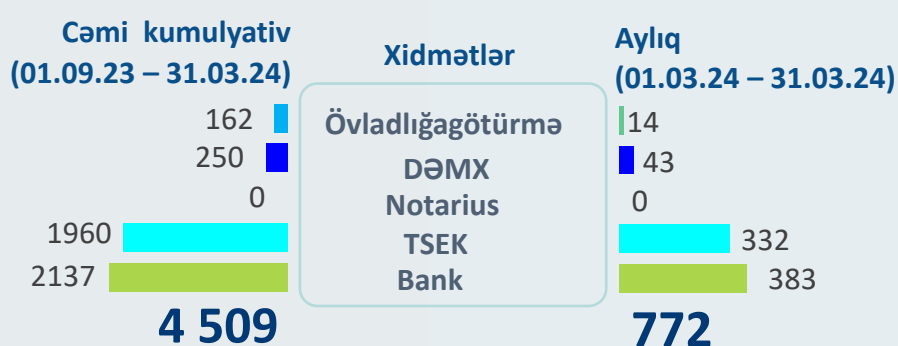 Cəmi kumulyativ
(01.09.23 – 31.03.24)
Xidmətlər
Aylıq
(01.03.24 – 31.03.24)
162 Övladlığagötürmə 14
250 DƏMX 43
0 Notarius 0
1960 TSEK 332
2137 Bank 383
4 509 772